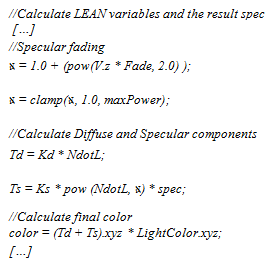 //Calculate LEAN variables and the result spec
[...]
//Specular fading
ϰ = 1.0 + (pow(V.z * Fade, 2.0) );
ϰ = clamp(ϰ, 1.0, maxPower);
//Calculate Diffuse and Specular components
Td = Kd * NdotL;
Ts = Ks * pow (NdotL, ϰ) * spec;
//Calculate final color
color = (Td + Ts).xyz * LightColor.xyz;
[...]